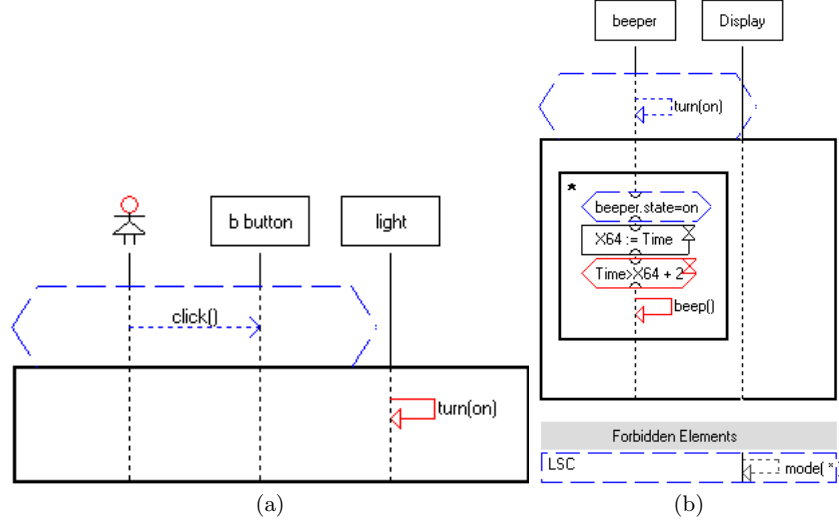 b button
light
click()
turn(on)
(a)
beeper
Display
turn(on)
*
beeper.state=on
X64 := Time
Time>X64 + 2
beep()
Forbidden Elements
LSC
mode( *
(b)